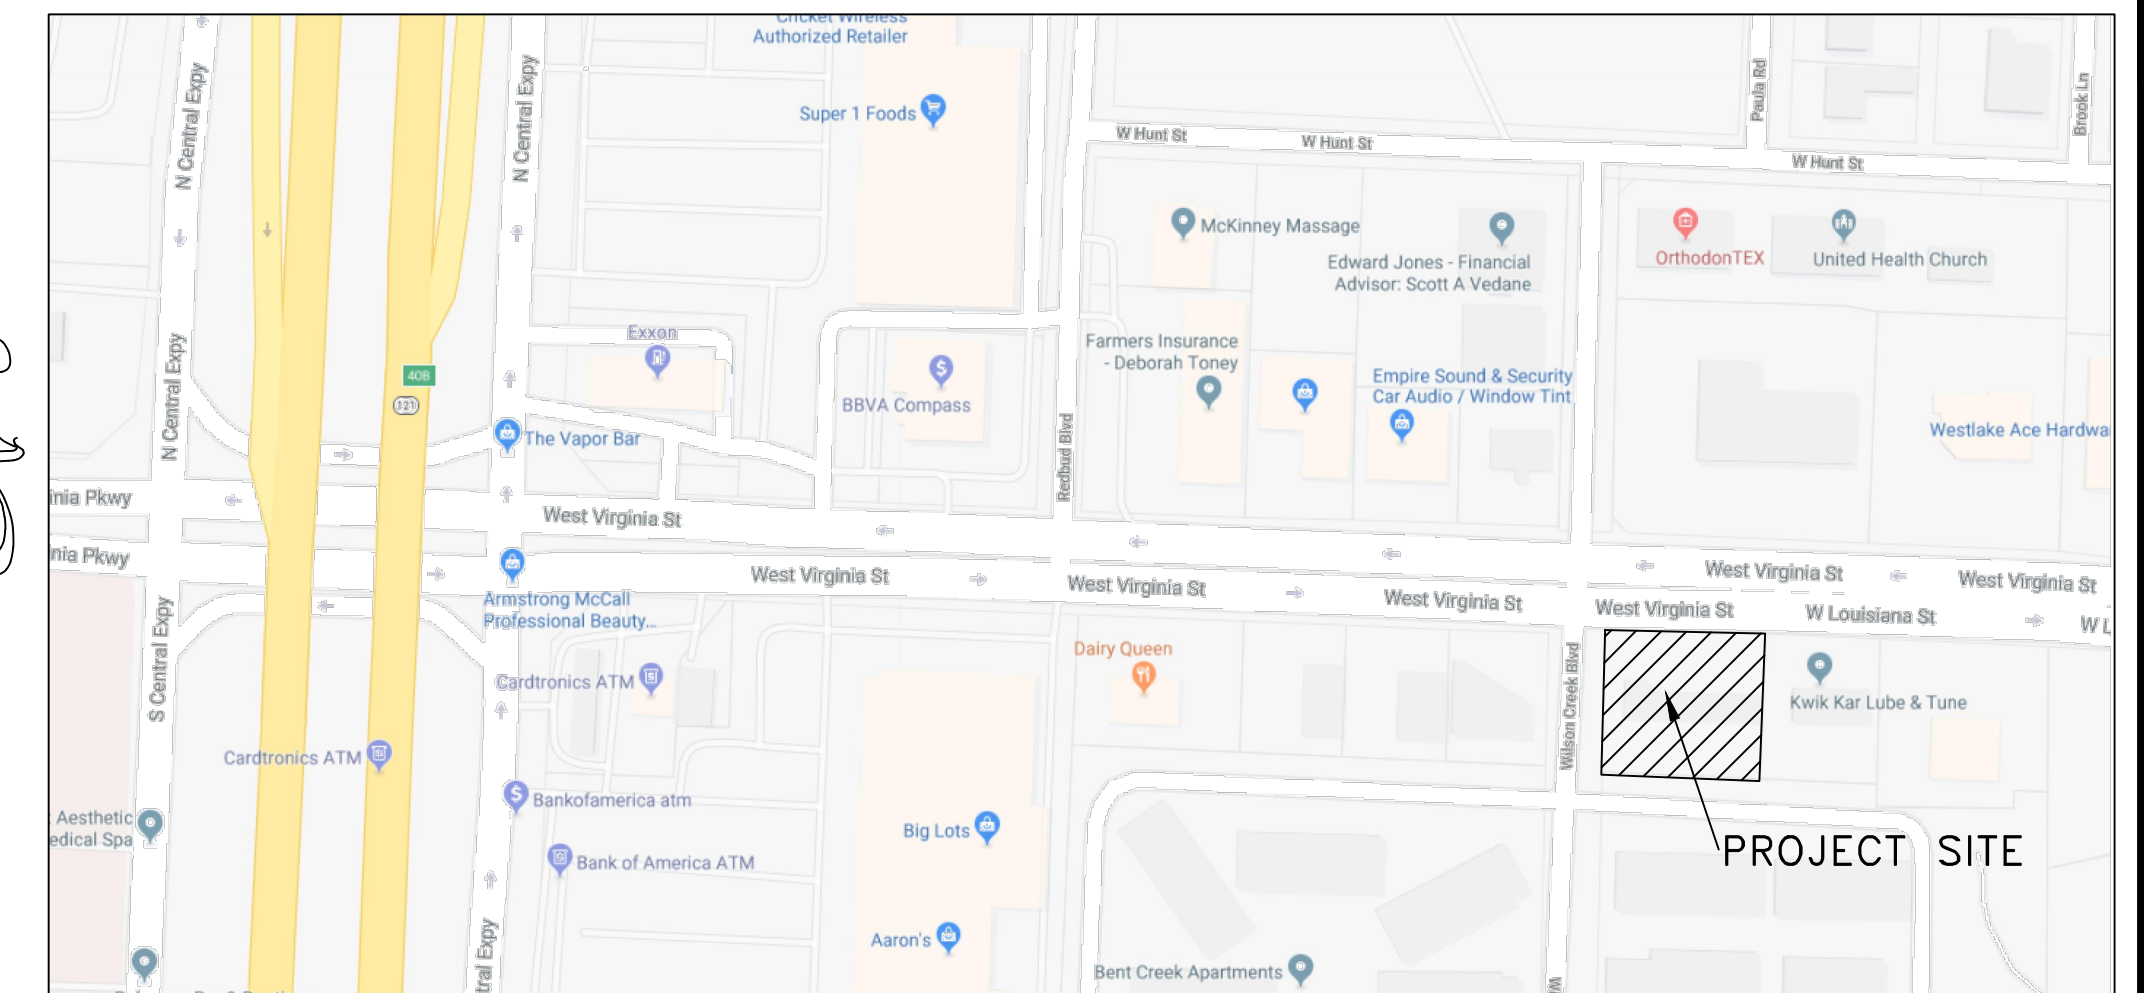 Cricket Wireless
Authorized Retailer
N Central Expy
N Central Expy
Super 1 Foods
Paula Rd
Brook Ln
W Hunt St
W Hunt St
W Hunt St
McKinney Massage
Edward Jones - Financial
Advisor: Scott A Vedane
OrthodonTEX
United Health Church
Exxon
Farmers Insurance
- Deborah Toney
N Central Expy
40B
121
BBVA Compass
Empire Sound & Security
Car Audio / Window Tint
The Vapor Bar
Redbud Blvd
Westlake Ace Hardwa
inia Pkwy
West Virginia St
inia Pkwy
West Virginia St
West Virginia St
West Virginia St
West Virginia St
West Virginia St
West Virginia St
W Louisiana St
W L
Armstrong McCall
Professional Beauty...
S Central Expy
Cardtronics ATM
Dairy Queen
Wilson Creek Blvd
Kwik Kar Lube & Tune
Cardtronics ATM
Bankofamerica atm
Aesthetic
edical Spa
Big Lots
PROJECT SITE
Bank of America ATM
Aaron's
tral Expy
Bent Creek Apartments